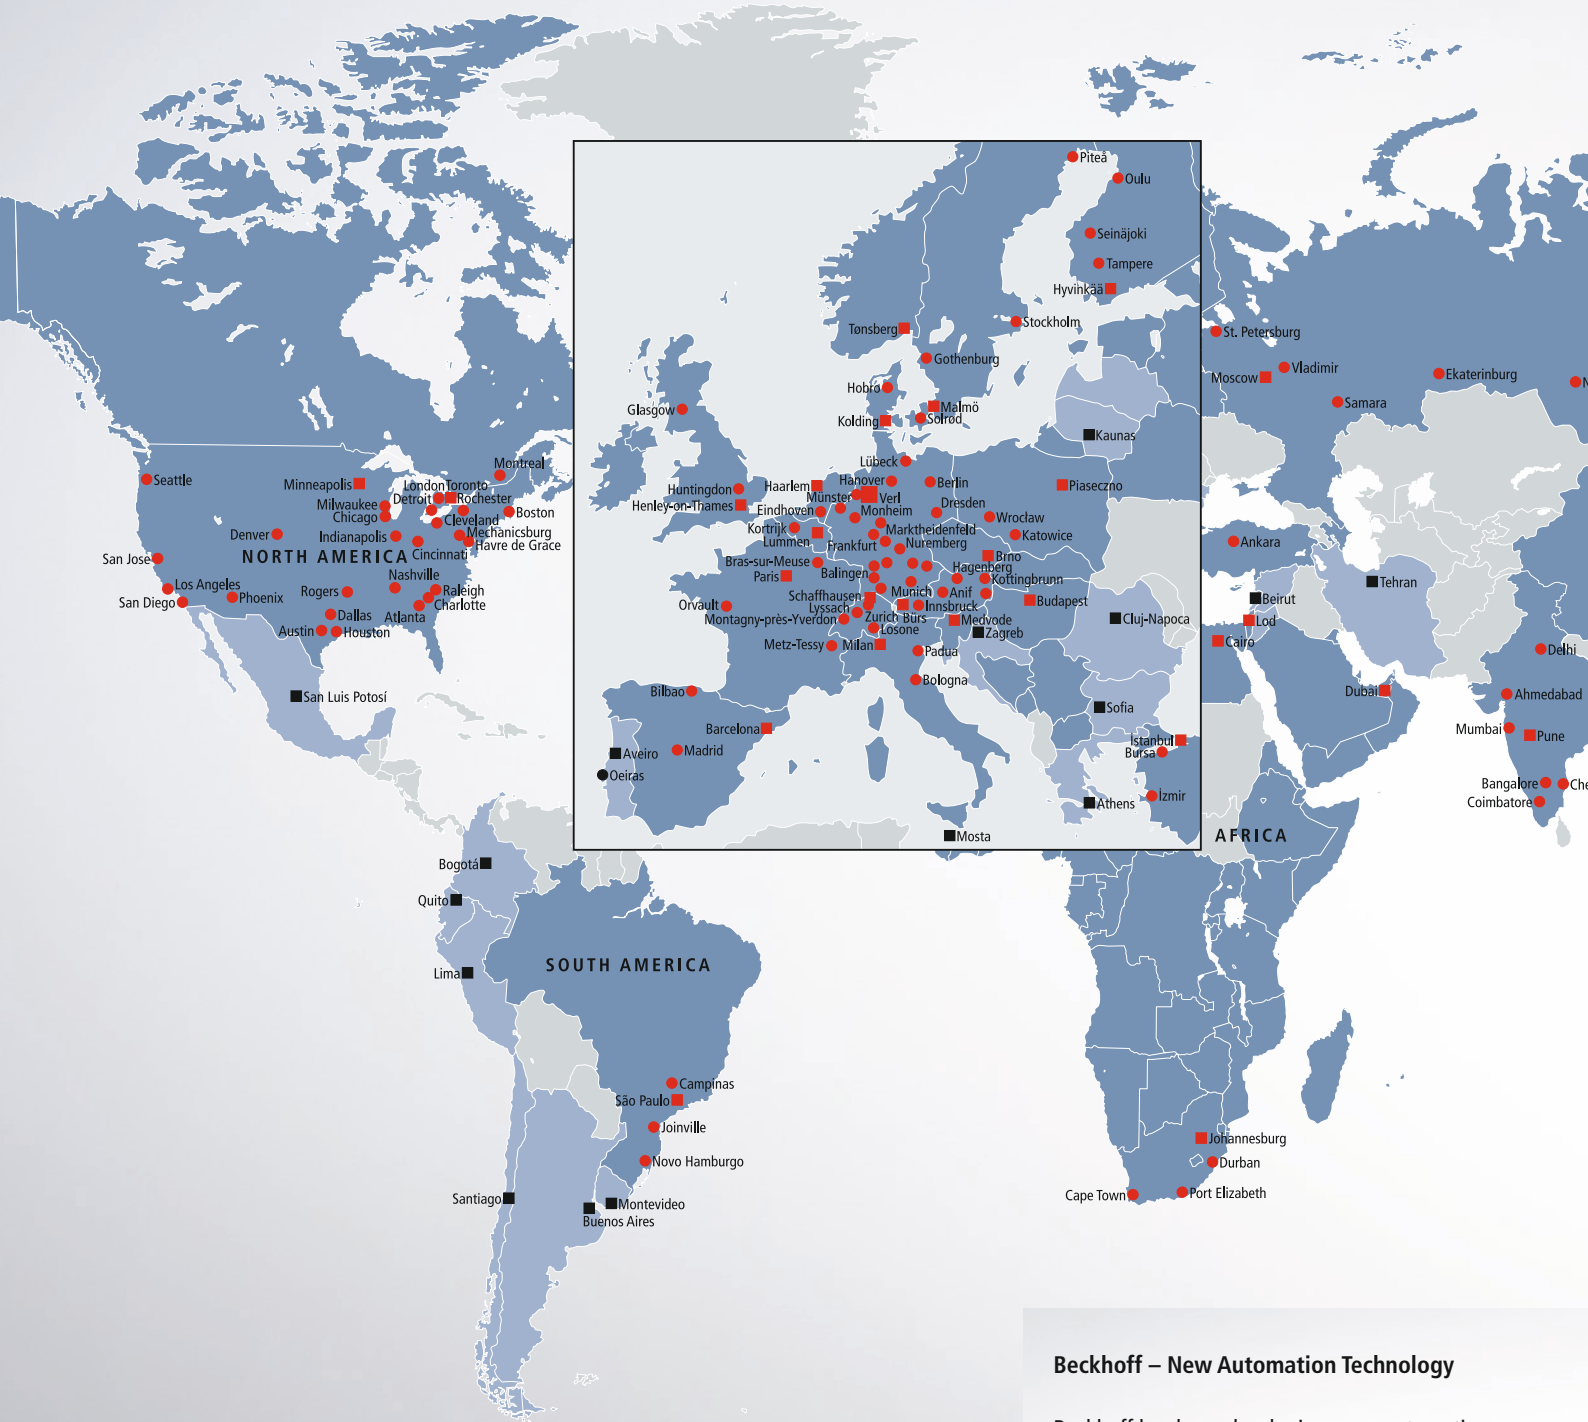 Piteå
Oulu
Seinäjoki
Tampere
Hyvihkää
Tønsberg
Stockholm
St. Petersburg
Gothenburg
Vladimir
Moscow
Ekaterinburg
Hobro
Samara
Glasgow
Malmö
Kolding
Solrød
Kaunas
Montreal
Lübeck
Seattle
Minneapolis
London
Toronto
Hanover
Berlin
Haarlem
Piaseczno
Huntingdon
Detroit
Rochester
Münster
Verl
Milwaukee
Henley-on-Thames
Dresden
Eindhoven
Boston
Chicago
Monheim
Wrocław
Cleveland
Kortrijk
Marktheidenfeld
Denver
Indianapolis
Mechanicsburg
Katowice
Lummen
Frankfurt
Nuremberg
Ankara
Havre de Grace
NORTH AMERICA
Cincinnati
Brno
San Jose
Bras-sur-Meuse
Hagenberg
Balingen
Nashville
Paris
Kottingbrunn
Tehran
Los Angeles
Rogers
Raleigh
Munich
Anif
Phoenix
Schaffhausen
Beirut
San Diego
Charlotte
Orvault
Lyssach
Innsbruck
Budapest
Dallas
Atlanta
Montagny-près-Yverdon
Zurich
Bürs
Medvode
Cluj-Napoca
Lod
Austin
Houston
Losone
Zagreb
Cairo
Metz-Tessy
Milan
Padua
Delhi
Bologna
Bilbao
Dubai
San Luis Potosí
Ahmedabad
Sofia
Barcelona
Mumbai
Pune
Istanbul
Aveiro
Madrid
Bursa
Oeiras
Bangalore
Izmir
Coimbatore
Athens
Mosta
AFRICA
Bogotá
Quito
SOUTH AMERICA
Lima
Campinas
São Paulo
Joinville
Johannesburg
Novo Hamburgo
Durban
Cape Town
Port Elizabeth
Santiago
Montevideo
Buenos Aires
Beckhoff – New Automation Technology